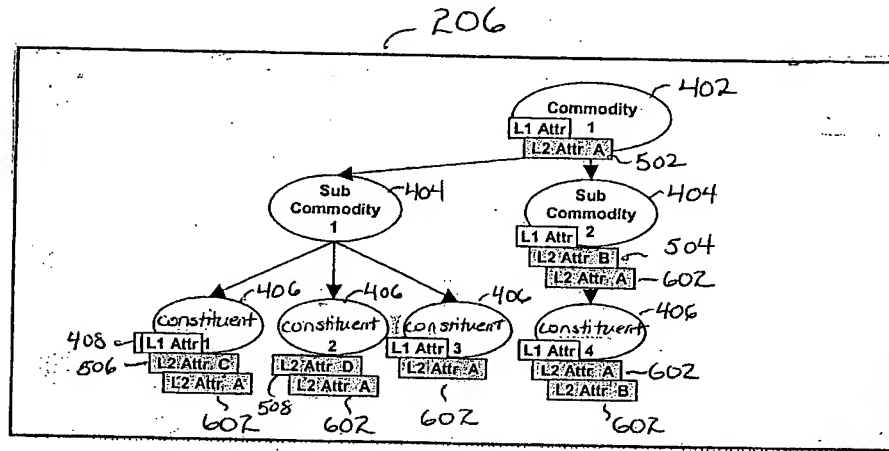 206
402
Commodity
1
L1 Attr
L2 Attr A
502
Sub
Commodity
1
404
Sub
Commodity
2
404
L1 Attr
L2 Attr B
504
L2 Attr A
602
constituent
406
408
L1 Attr 1
506
L2 Attr C
L2 Attr A
602
constituent
406
2
L2 Attr D
508
L2 Attr A
602
constituent
406
L1 Attr 3
L2 Attr A
602
constituent
406
L1 Attr 4
L2 Attr A
602
L2 Attr B
602